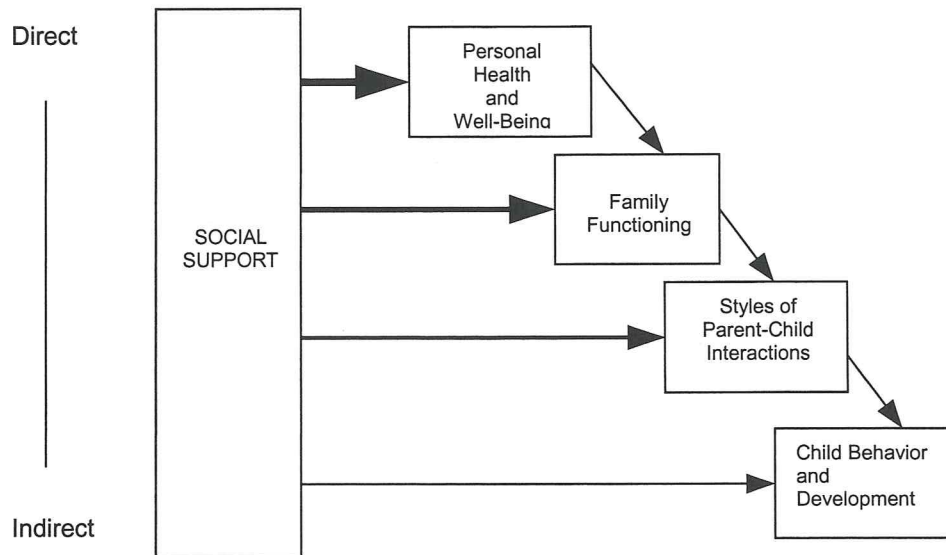 Direct
Personal
Health
and
Well-Being
Family
Functioning
SOCIAL
SUPPORT
Styles of
Parent-Child
Interactions
Child Behavior
and
Development
Indirect